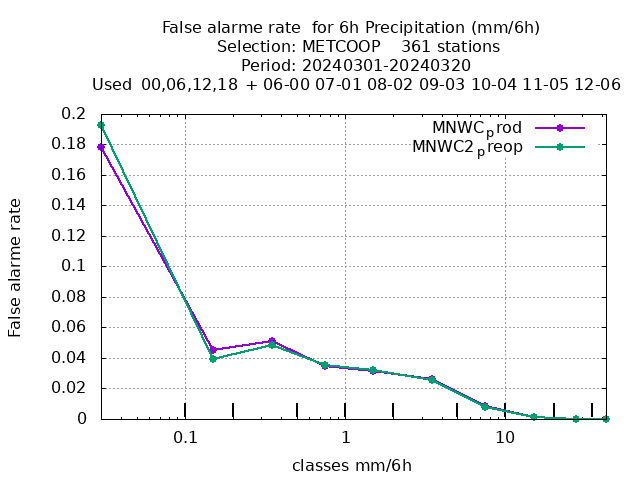 False alarme rate  for 6h Precipitation (mm/6h)
Selection: METCOOP    361 stations
Period: 20240301-20240320
Used  00,06,12,18  + 06-00 07-01 08-02 09-03 10-04 11-05 12-06
MNWCprod
MNWC2preop
0.2
0.18
0.16
0.14
0.12
0.1
0.08
0.06
0.04
0.02
0
False alarme rate
0.1 1 10
classes mm/6h